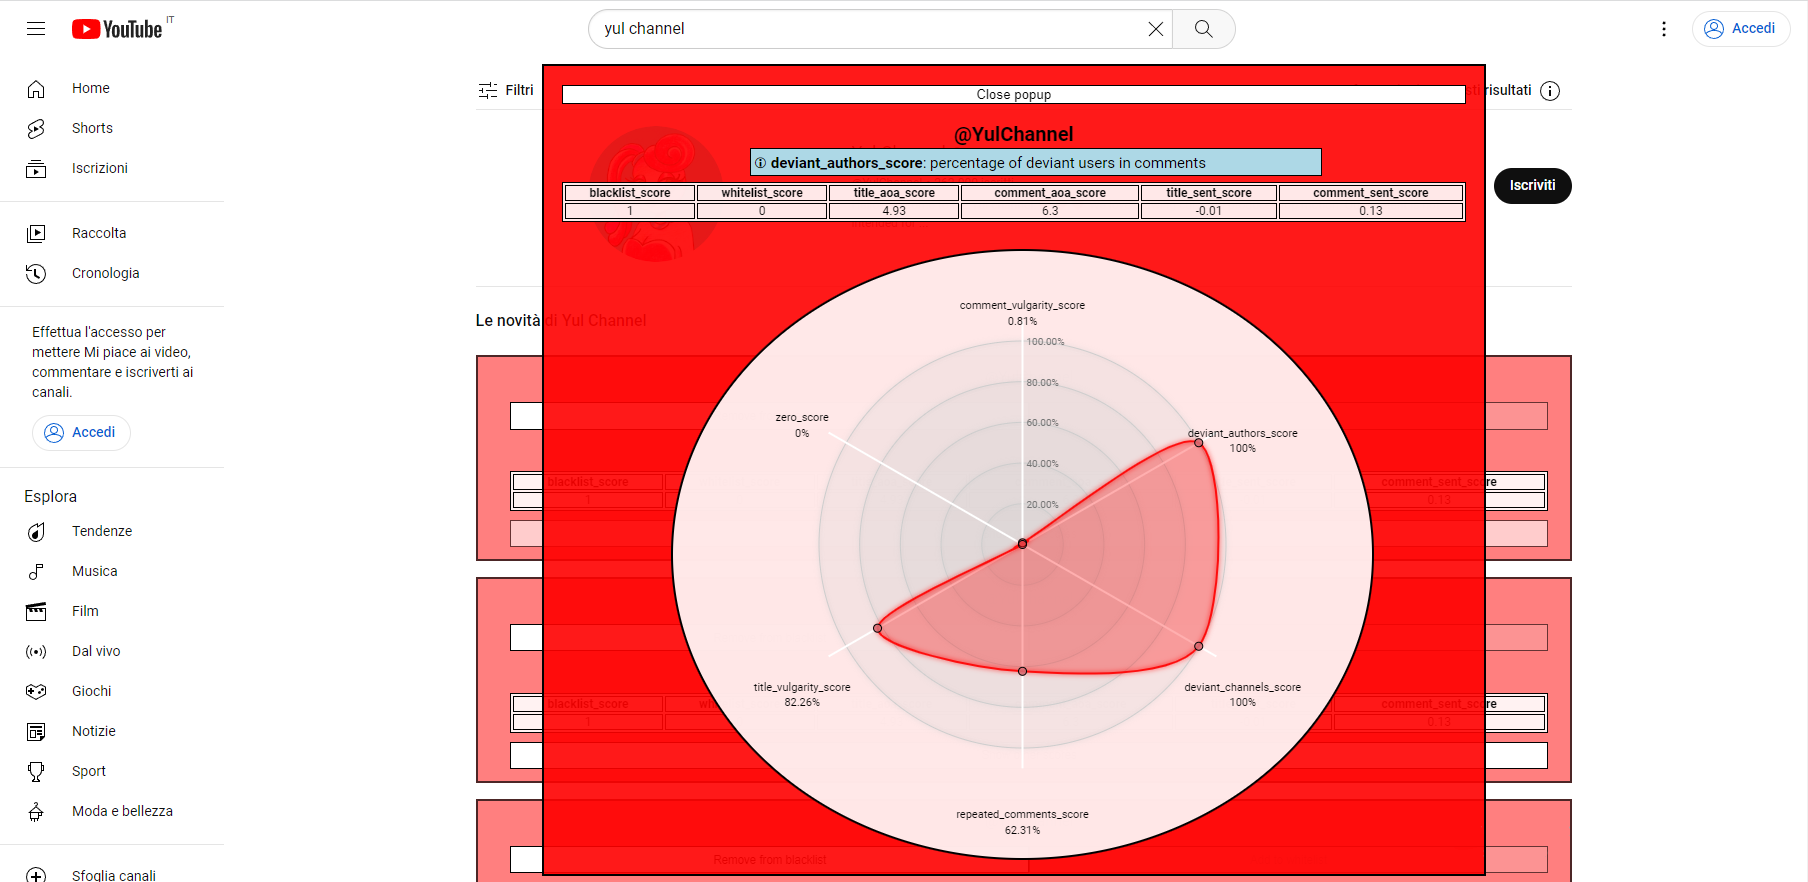 YouTube IT
yul channel
Accedi
Home
Shorts
Iscrizioni
Raccolta
Cronologia
Effettua l'accesso per
mettere Mi piace ai video,
commentare e iscriverti ai
canali.
Accedi
Esplora
Tendenze
Musica
Film
Dal vivo
Giochi
Notizie
Sport
Moda e bellezza
Sfoglia canali
Filtri
risultati
Iscriviti
Le novità di Yul Channel
Close popup
@YulChannel
deviant_authors_score: percentage of deviant users in comments
blacklist_score whitelist_score title_aoa_score comment_aoa_score title_sent_score comment_sent_score
1 0 4.93 6.3 -0.01 0.13
comment_vulgarity_score
0.81%
100.00%
80.00%
60.00%
40.00%
20.00%
zero_score
0%
deviant_authors_score
100%
title_vulgarity_score
82.26%
deviant_channels_score
100%
repeated_comments_score
62.31%
blacklist_score comment_sent_score
1 0.13
blacklist_score comment_sent_score
1 0.13
Remove from blacklist